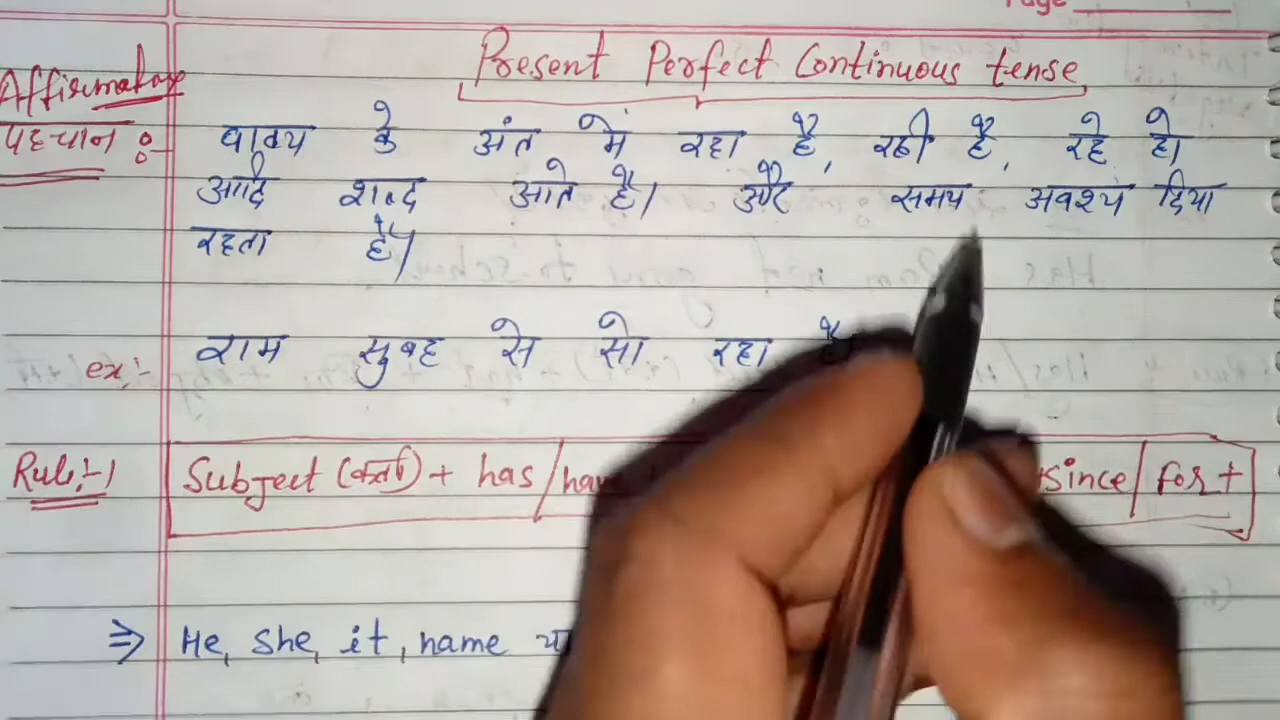 Page
Present Perfect Continuous tense
Affirmative
पहचान :- वाक्य के अंत में रहा है, रही है, रहे हो
आदि शब्द आते है। और समय अवश्य दिया
रहता है।
ex:- राम सुबह से सो रहा है
Rule:-1 Subject (कर्ता) + has/have since/for +
⇒ He, She, it, name या